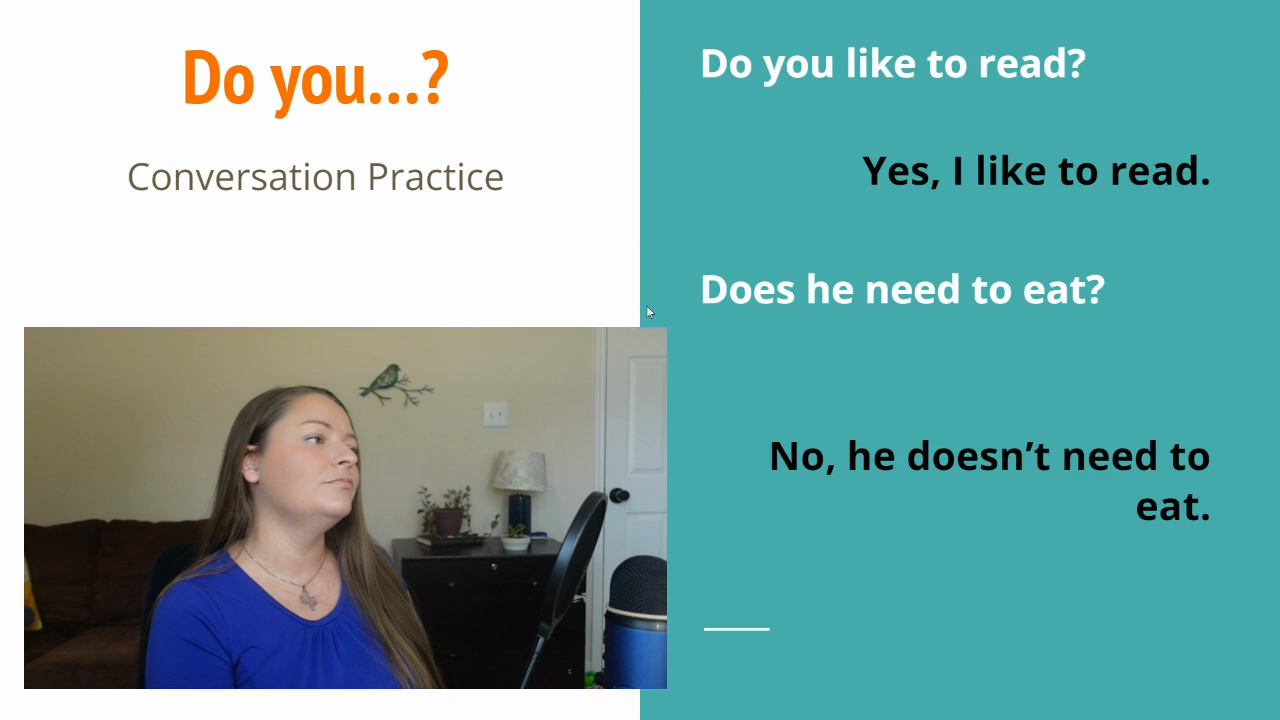 Do you...?
Conversation Practice
Do you like to read?
Yes, I like to read.
Does he need to eat?
No, he doesn’t need to
eat.